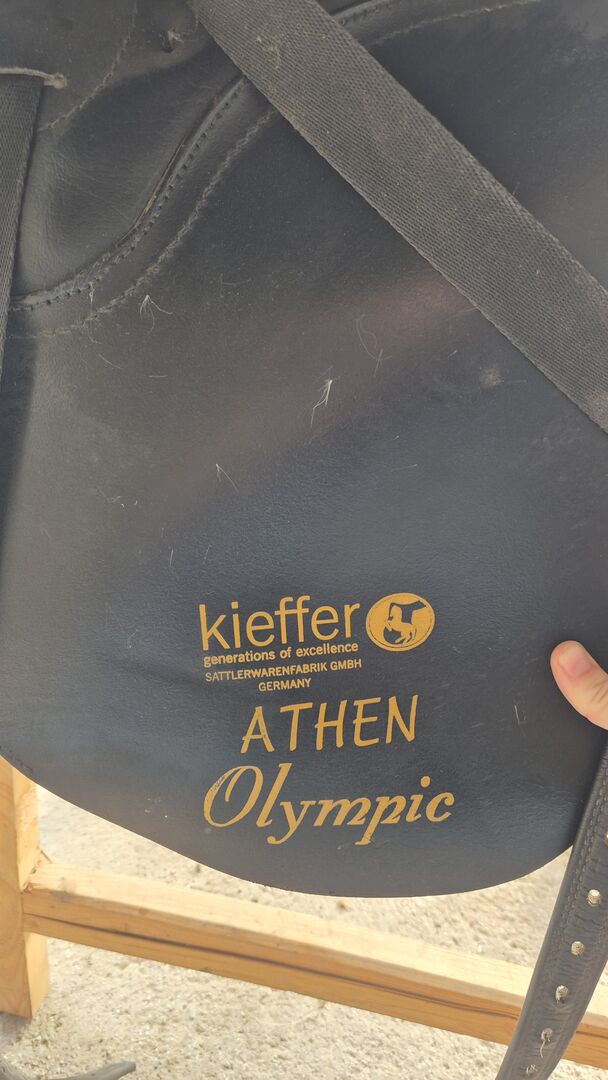 kieffer
generations of excellence
SATTLERWARENFABRIK GMBH
GERMANY
ATHEN
Olympic